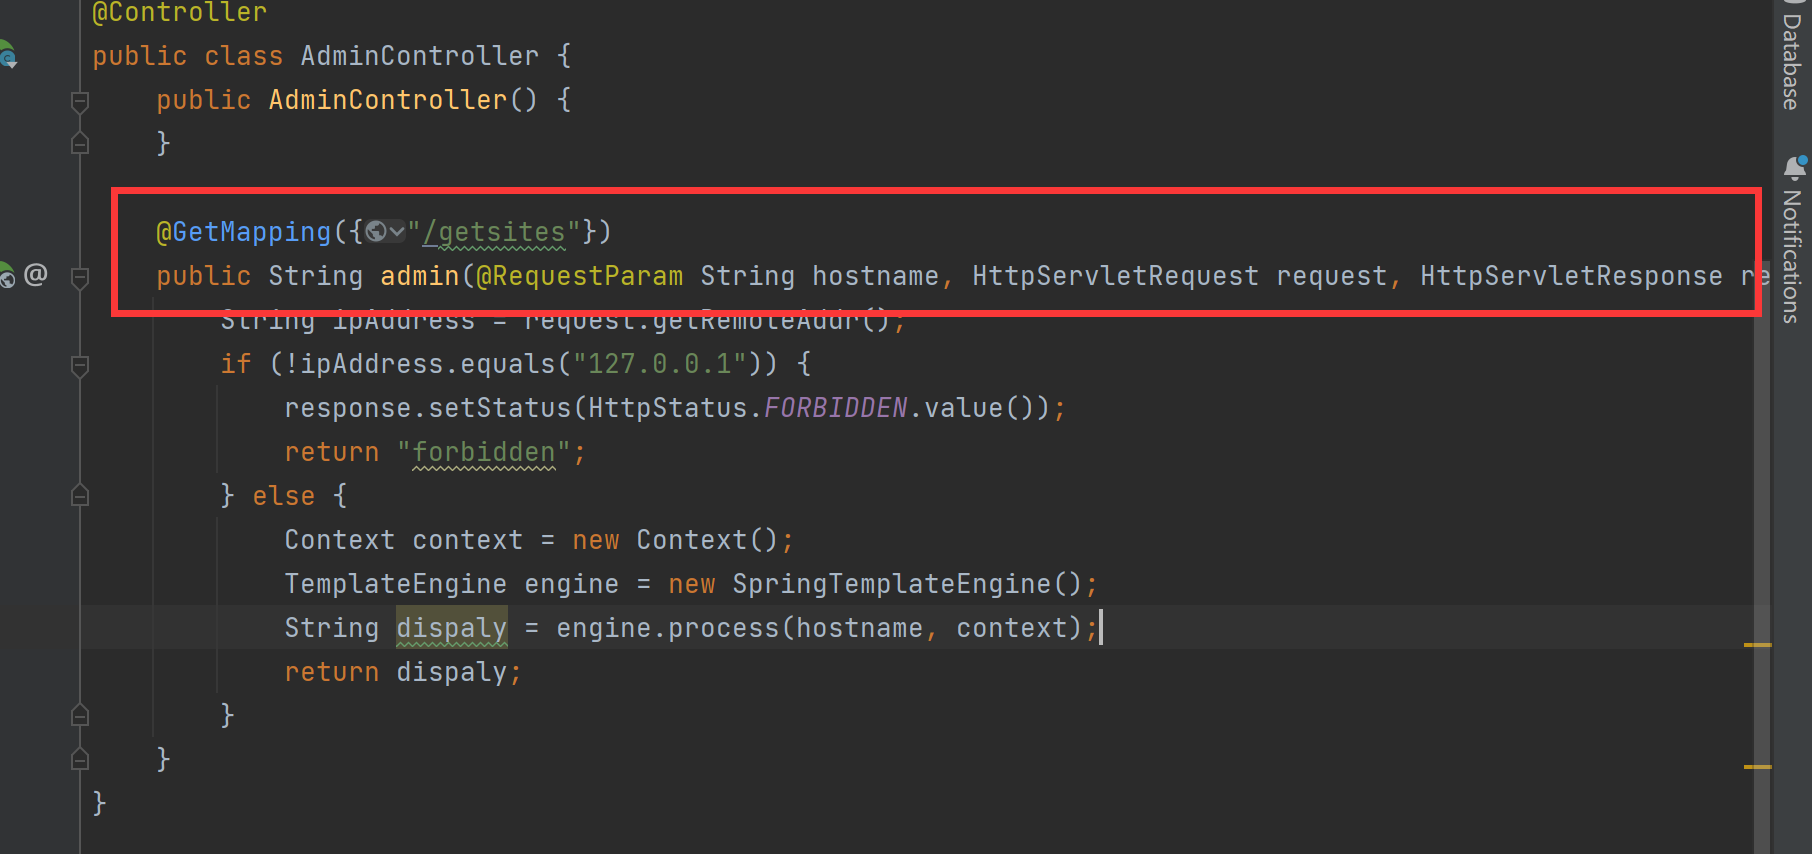 @Controller
public class AdminController {
public AdminController() {
}
@GetMapping({"/getsites"})
public String admin(@RequestParam String hostname, HttpServletRequest request, HttpServletResponse re
String ipAddress = request.getRemoteAddr();
if (!ipAddress.equals("127.0.0.1")) {
response.setStatus(HttpStatus.FORBIDDEN.value());
return "forbidden";
} else {
Context context = new Context();
TemplateEngine engine = new SpringTemplateEngine();
String dispaly = engine.process(hostname, context);
return dispaly;
}
}
}
@
Database
Notifications